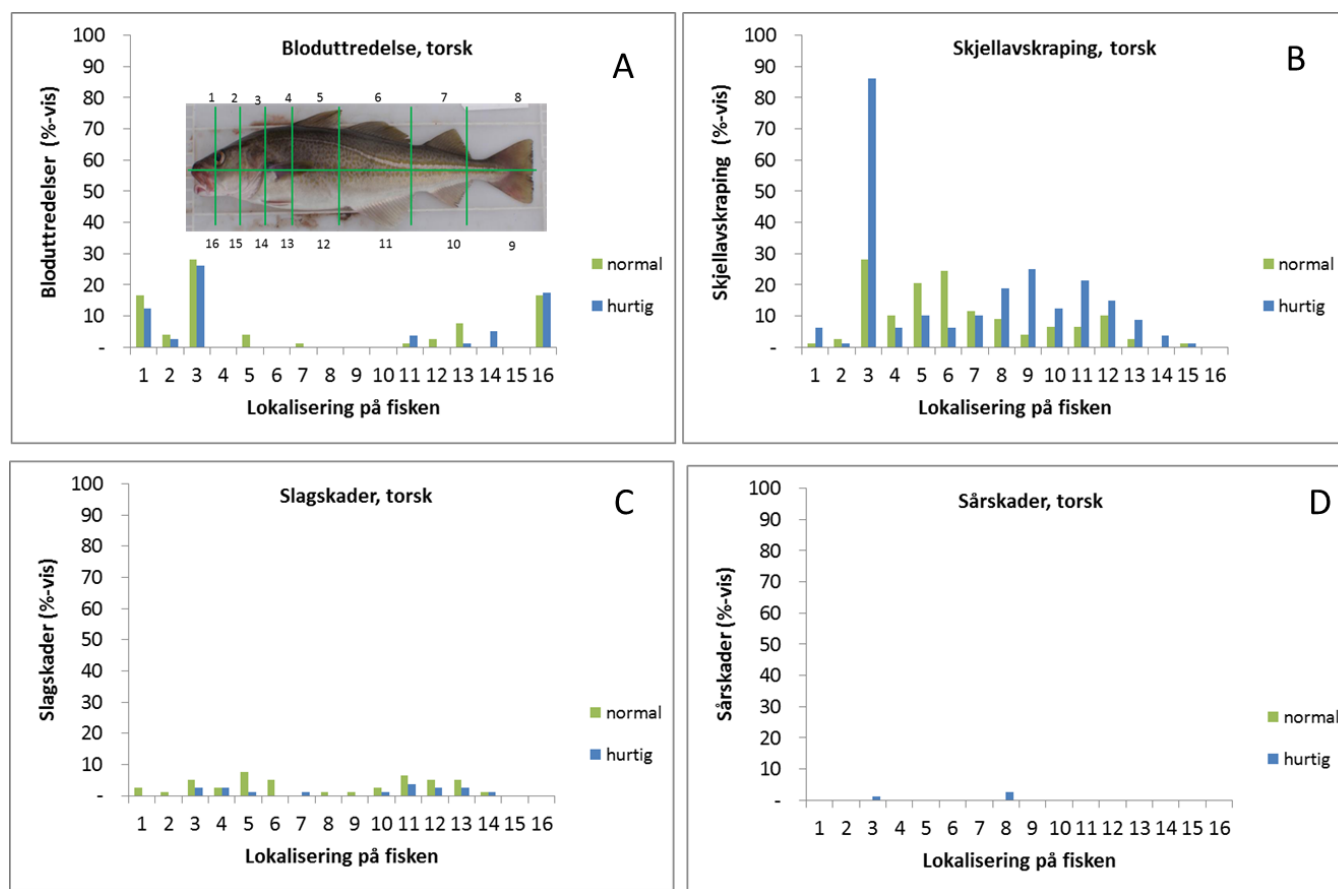 Bloduttredelse, torsk
A
Bloduttredelser (%-vis)
100
90
80
70
60
50
40
30
20
10
-
1 2 3 4 5 6 7 8
16 15 14 13 12 11 10 9
normal
hurtig
1 2 3 4 5 6 7 8 9 10 11 12 13 14 15 16
Lokalisering på fisken
Skjellavskraping, torsk
B
Skjellavskraping (%-vis)
100
90
80
70
60
50
40
30
20
10
-
normal
hurtig
1 2 3 4 5 6 7 8 9 10 11 12 13 14 15 16
Lokalisering på fisken
Slagskader, torsk
C
Slagskader (%-vis)
100
90
80
70
60
50
40
30
20
10
-
normal
hurtig
1 2 3 4 5 6 7 8 9 10 11 12 13 14 15 16
Lokalisering på fisken
Sårskader, torsk
D
Sårskader (%-vis)
100
90
80
70
60
50
40
30
20
10
-
normal
hurtig
1 2 3 4 5 6 7 8 9 10 11 12 13 14 15 16
Lokalisering på fisken